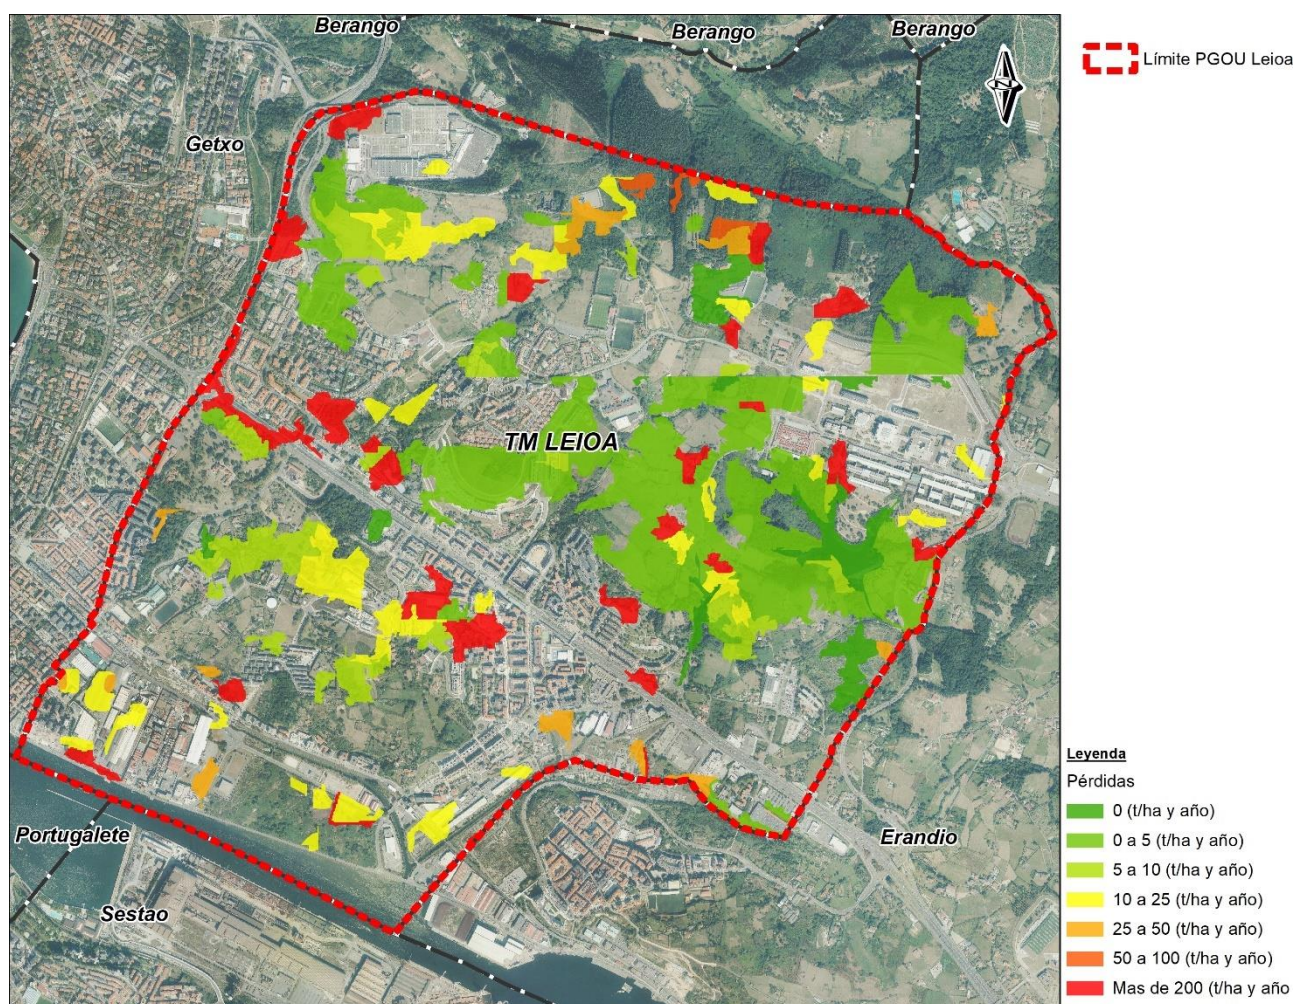 Berango
Berango
Berango
Límite PGOU Leioa
Getxo
TM LEIOA
Portugalete
Erandio
Sestao
Leyenda
Pérdidas
0 (t/ha y año)
0 a 5 (t/ha y año)
5 a 10 (t/ha y año)
10 a 25 (t/ha y año)
25 a 50 (t/ha y año)
50 a 100 (t/ha y año)
Mas de 200 (t/ha y año